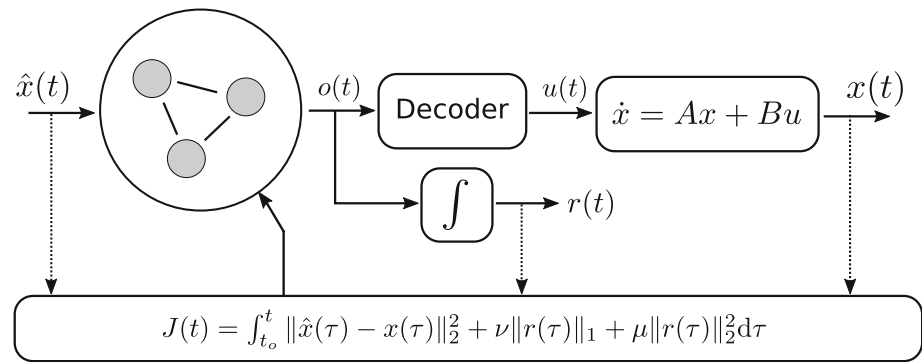 x̂(t)
o(t)
Decoder
u(t)
ẋ = Ax + Bu
x(t)
∫
r(t)
J(t) = ∫_{t_o}^{t} ‖x̂(τ) − x(τ)‖₂² + ν‖r(τ)‖₁ + μ‖r(τ)‖₂² dτ